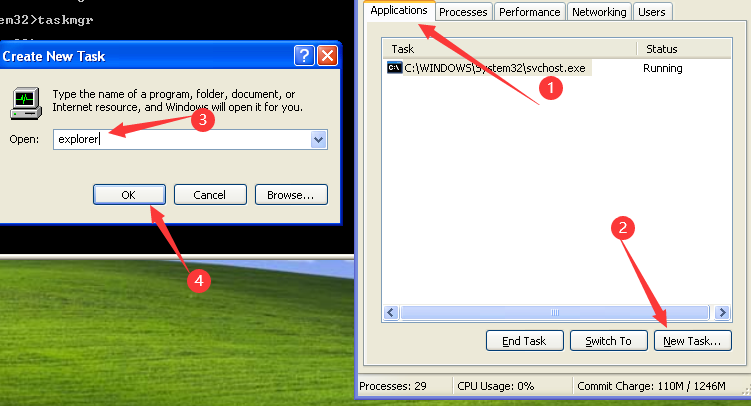 em32>taskmgr
Create New Task
Type the name of a program, folder, document, or
Internet resource, and Windows will open it for you.
Open:
explorer
3
OK
Cancel
Browse...
4
Applications
Processes
Performance
Networking
Users
Task
Status
C:\WINDOWS\System32\svchost.exe
Running
1
2
End Task
Switch To
New Task...
Processes: 29
CPU Usage: 0%
Commit Charge: 110M / 1246M